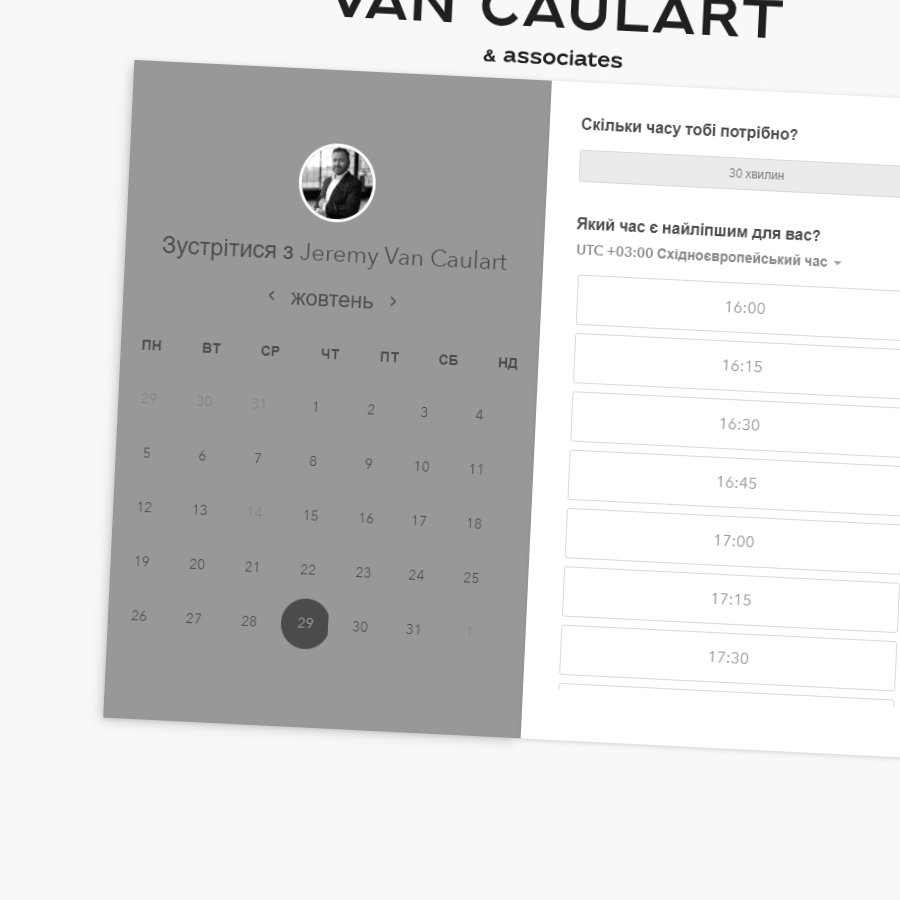 VAN CAULART
& associates
Зустрітися з Jeremy Van Caulart
‹ жовтень ›
ПН ВТ СР ЧТ ПТ СБ НД
29 30 31 1 2 3 4
5 6 7 8 9 10 11
12 13 14 15 16 17 18
19 20 21 22 23 24 25
26 27 28 29 30 31 1
Скільки часу тобі потрібно?
30 хвилин
Який час є найліпшим для вас?
UTC +03:00 Східноєвропейський час
16:00
16:15
16:30
16:45
17:00
17:15
17:30